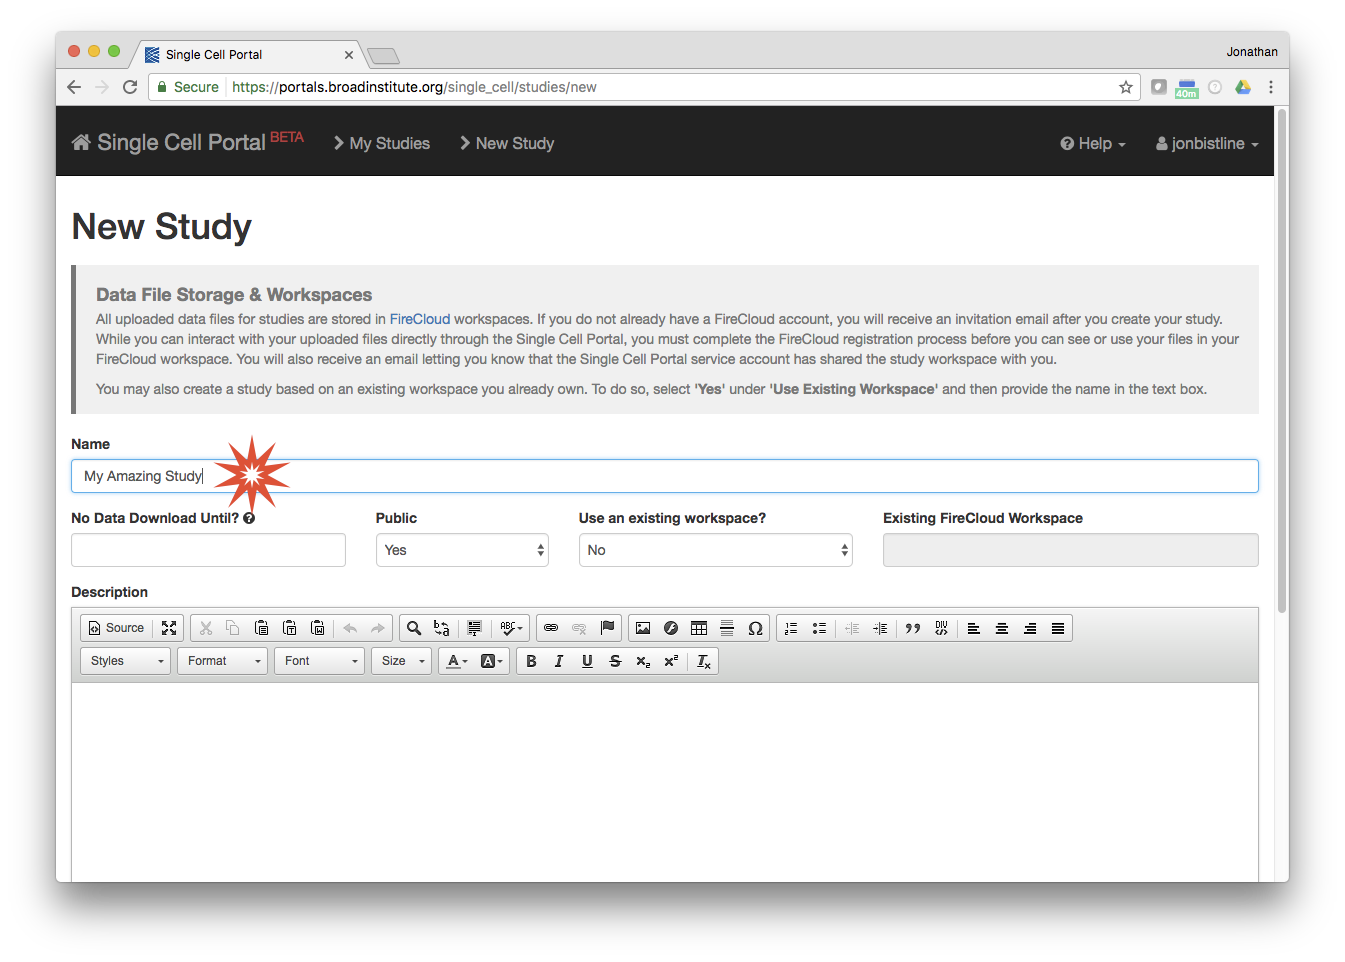 Single Cell Portal
Jonathan
Secure https://portals.broadinstitute.org/single_cell/studies/new
40m
Single Cell Portal BETA My Studies New Study Help jonbistline
New Study
Data File Storage & Workspaces
All uploaded data files for studies are stored in FireCloud workspaces. If you do not already have a FireCloud account, you will receive an invitation email after you create your study.
While you can interact with your uploaded files directly through the Single Cell Portal, you must complete the FireCloud registration process before you can see or use your files in your
FireCloud workspace. You will also receive an email letting you know that the Single Cell Portal service account has shared the study workspace with you.
You may also create a study based on an existing workspace you already own. To do so, select 'Yes' under 'Use Existing Workspace' and then provide the name in the text box.
Name
My Amazing Study
No Data Download Until? Public Use an existing workspace? Existing FireCloud Workspace
Yes No
Description
Source
Styles Format Font Size